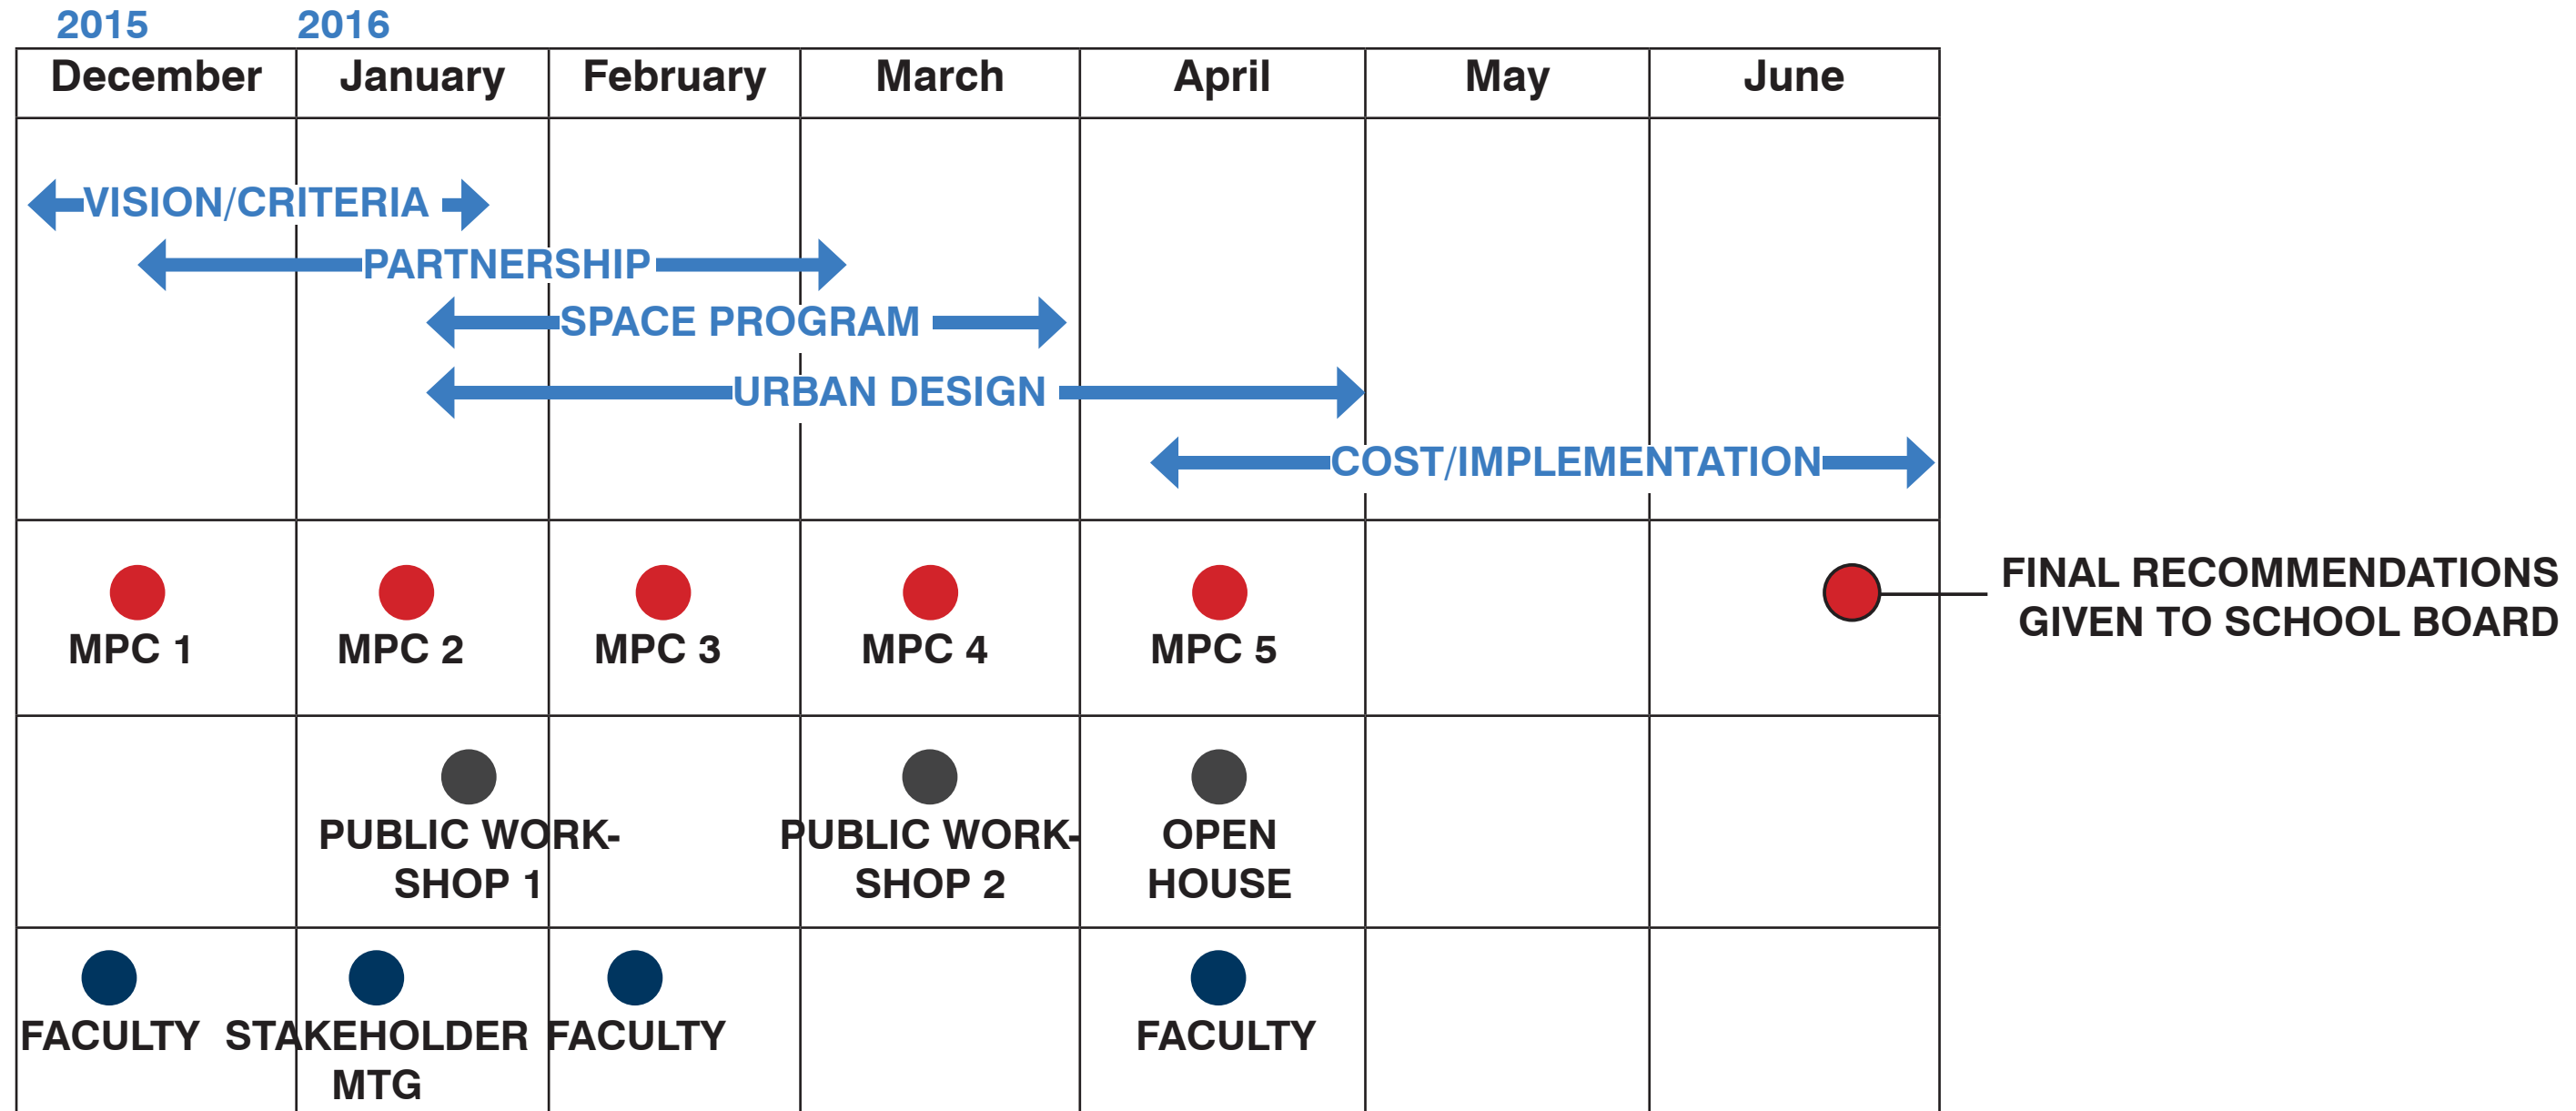 2015 2016
December January February March April May June
VISION/CRITERIA
PARTNERSHIP
SPACE PROGRAM
URBAN DESIGN
COST/IMPLEMENTATION
FINAL RECOMMENDATIONS
GIVEN TO SCHOOL BOARD
MPC 1 MPC 2 MPC 3 MPC 4 MPC 5
PUBLIC WORK-
SHOP 1
PUBLIC WORK-
SHOP 2
OPEN
HOUSE
FACULTY
STAKEHOLDER
MTG
FACULTY
FACULTY